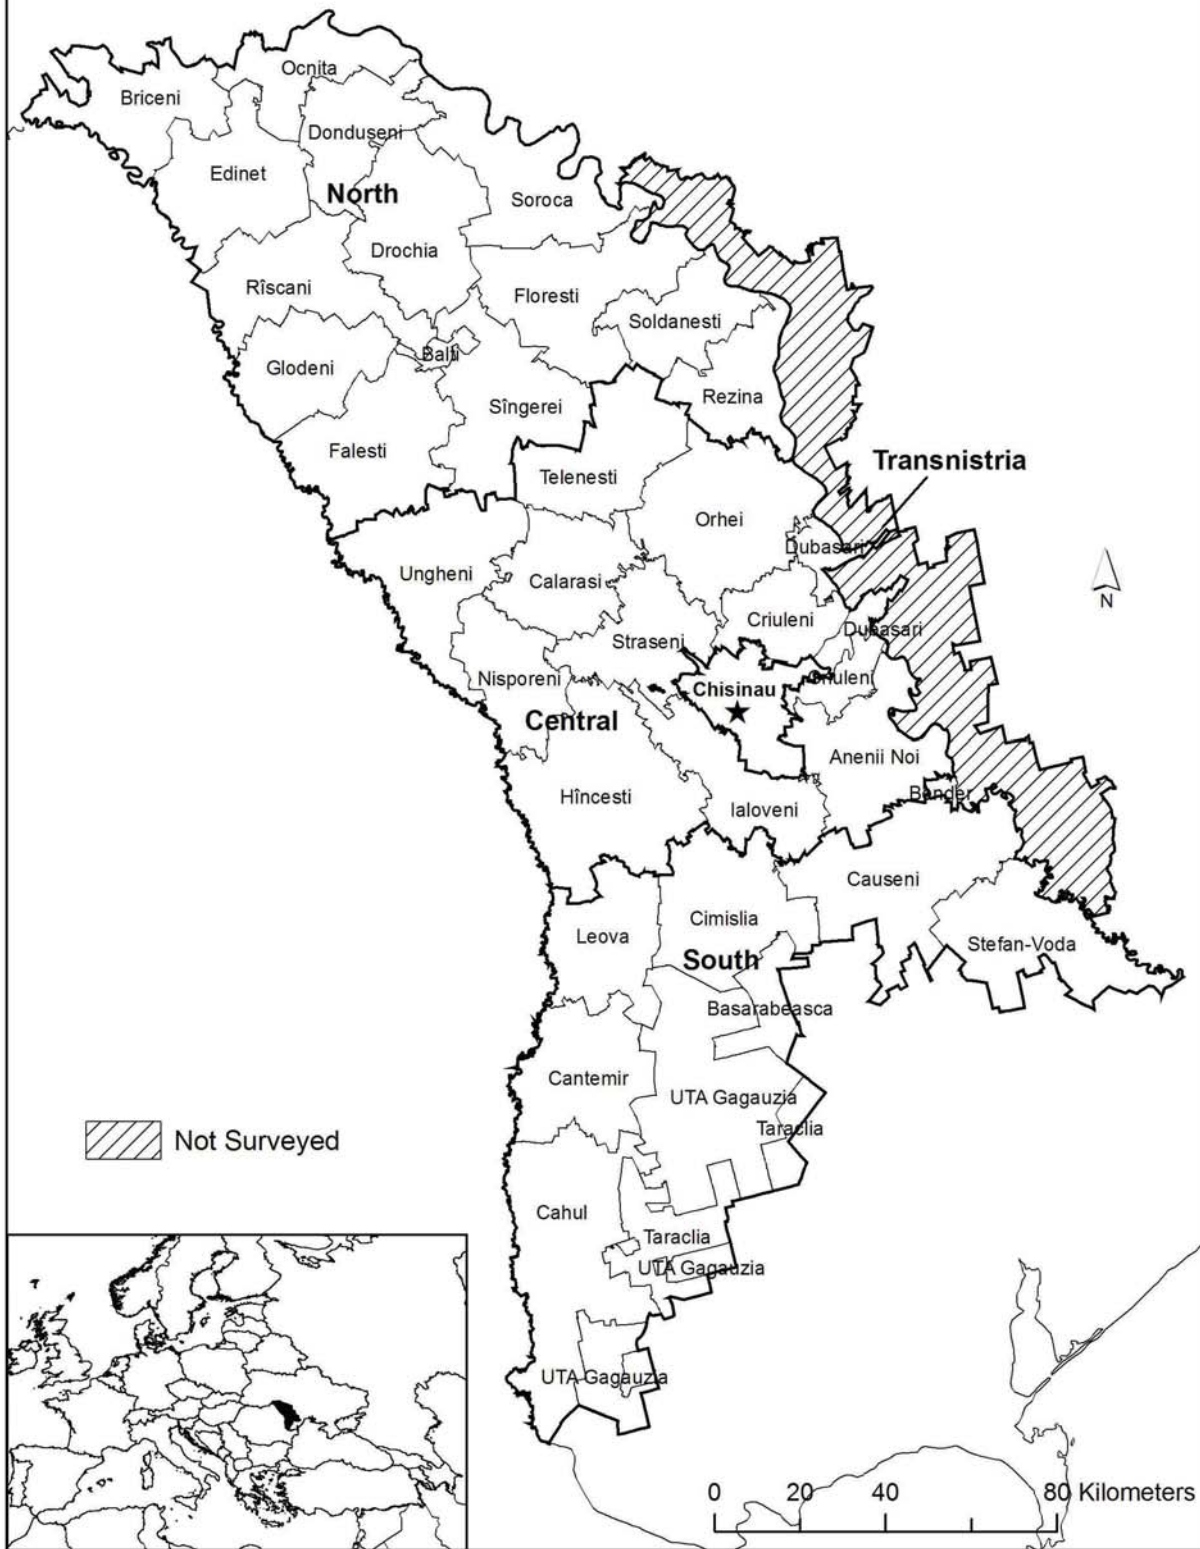 Ocnita
Briceni
Donduseni
Edinet
North
Soroca
Drochia
Rîscani
Floresti
Soldanesti
Balti
Glodeni
Rezina
Sîngerei
Falesti
Transnistria
Telenesti
Orhei
Dubasari
Ungheni
Calarasi
Criuleni
Dubasari
Straseni
Nisporeni
Criuleni
Chisinau
Central
Anenii Noi
Bender
Hîncesti
Ialoveni
Causeni
Cimislia
Leova
Stefan-Voda
South
Basarabeasca
Cantemir
UTA Gagauzia
Taraclia
Not Surveyed
Cahul
Taraclia
UTA Gagauzia
UTA Gagauzia
N
0 20 40 80 Kilometers